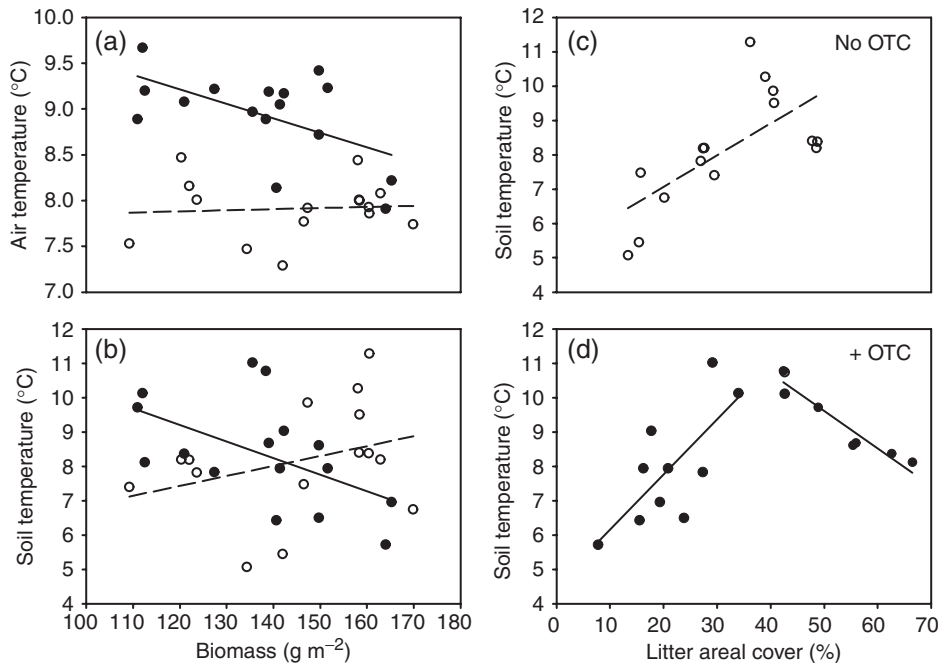 (a)
Air temperature (°C)
10.0
9.5
9.0
8.5
8.0
7.5
7.0
(b)
Soil temperature (°C)
12
11
10
9
8
7
6
5
4
100 110 120 130 140 150 160 170 180
Biomass (g m⁻²)
(c)
No OTC
Soil temperature (°C)
12
11
10
9
8
7
6
5
4
(d)
+ OTC
Soil temperature (°C)
12
11
10
9
8
7
6
5
4
0 10 20 30 40 50 60 70
Litter areal cover (%)